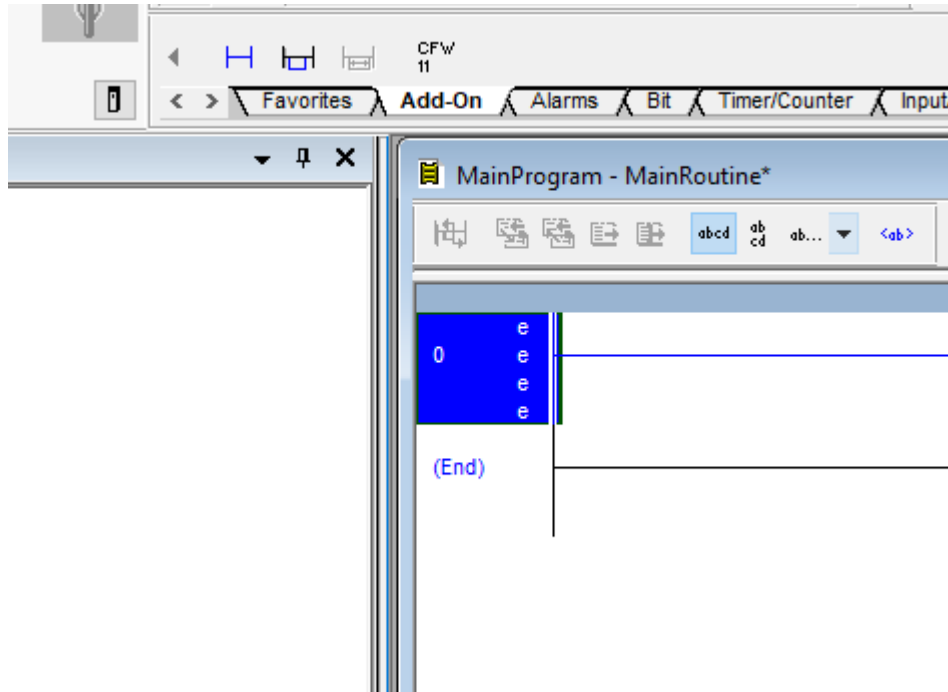 CFW
11
Favorites Add-On Alarms Bit Timer/Counter Input
MainProgram - MainRoutine*
abcd ab cd ab... <ab>
0 e
e
e
e
(End)